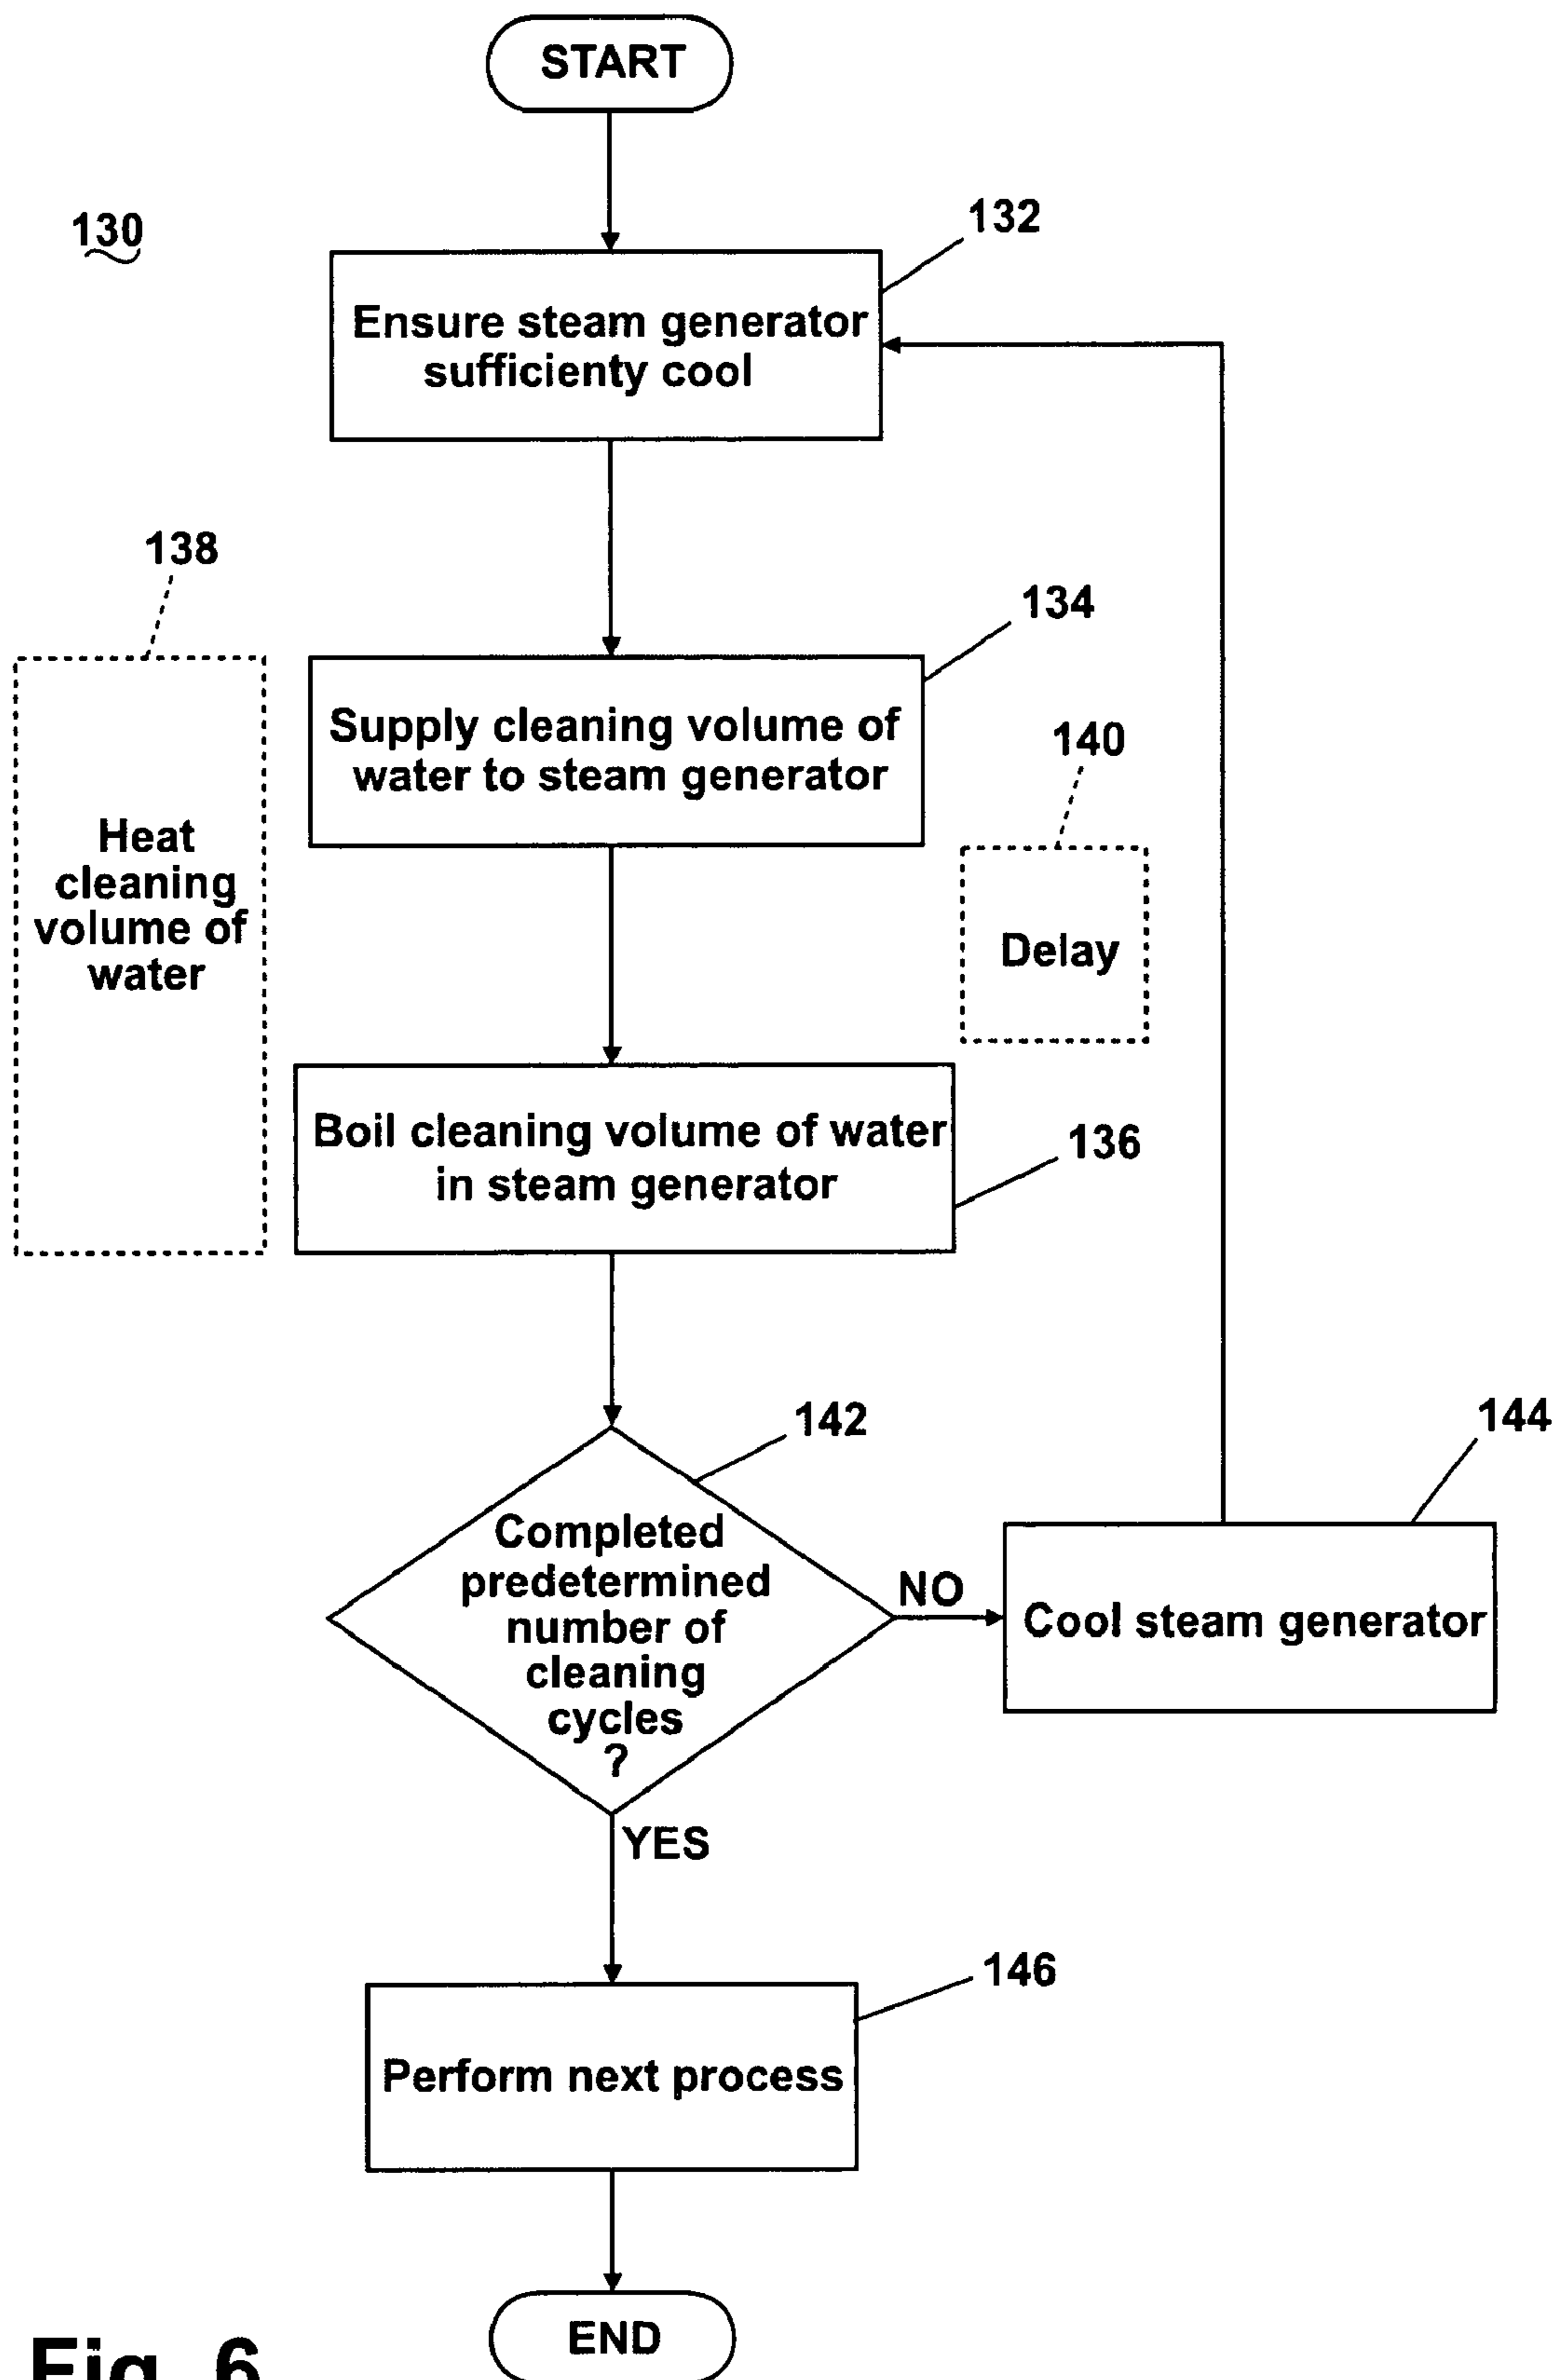 START
130
132
Ensure steam generator
sufficienty cool
138
134
Supply cleaning volume of
water to steam generator
140
Heat
cleaning
volume of
water
Delay
Boil cleaning volume of water
in steam generator
136
142
144
Completed
predetermined
number of
cleaning
cycles
?
NO
Cool steam generator
YES
146
Perform next process
END
Fig. 6